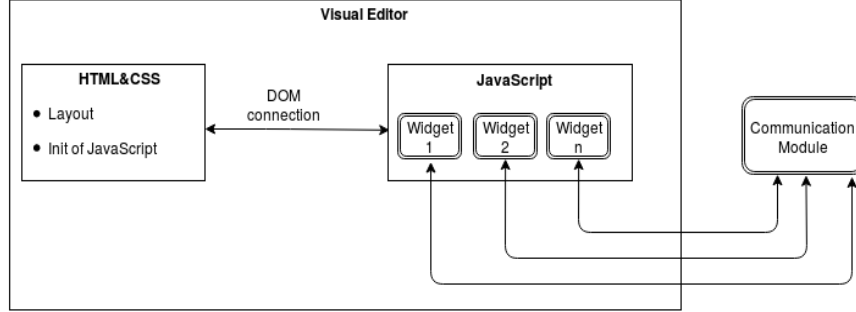 Visual Editor
HTML&CSS
● Layout
● Init of JavaScript
DOM
connection
JavaScript
Widget
1
Widget
2
Widget
n
Communication
Module